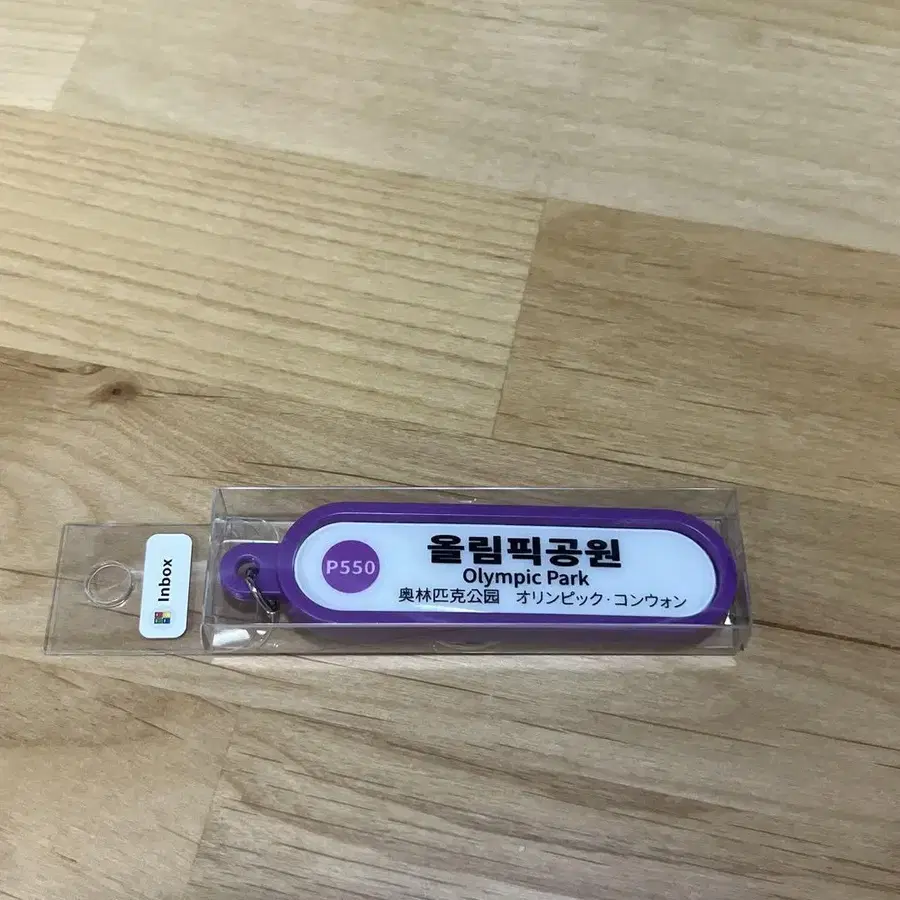 Inbox
P550
올림픽공원
Olympic Park
奥林匹克公园 オリンピック·コンウォン